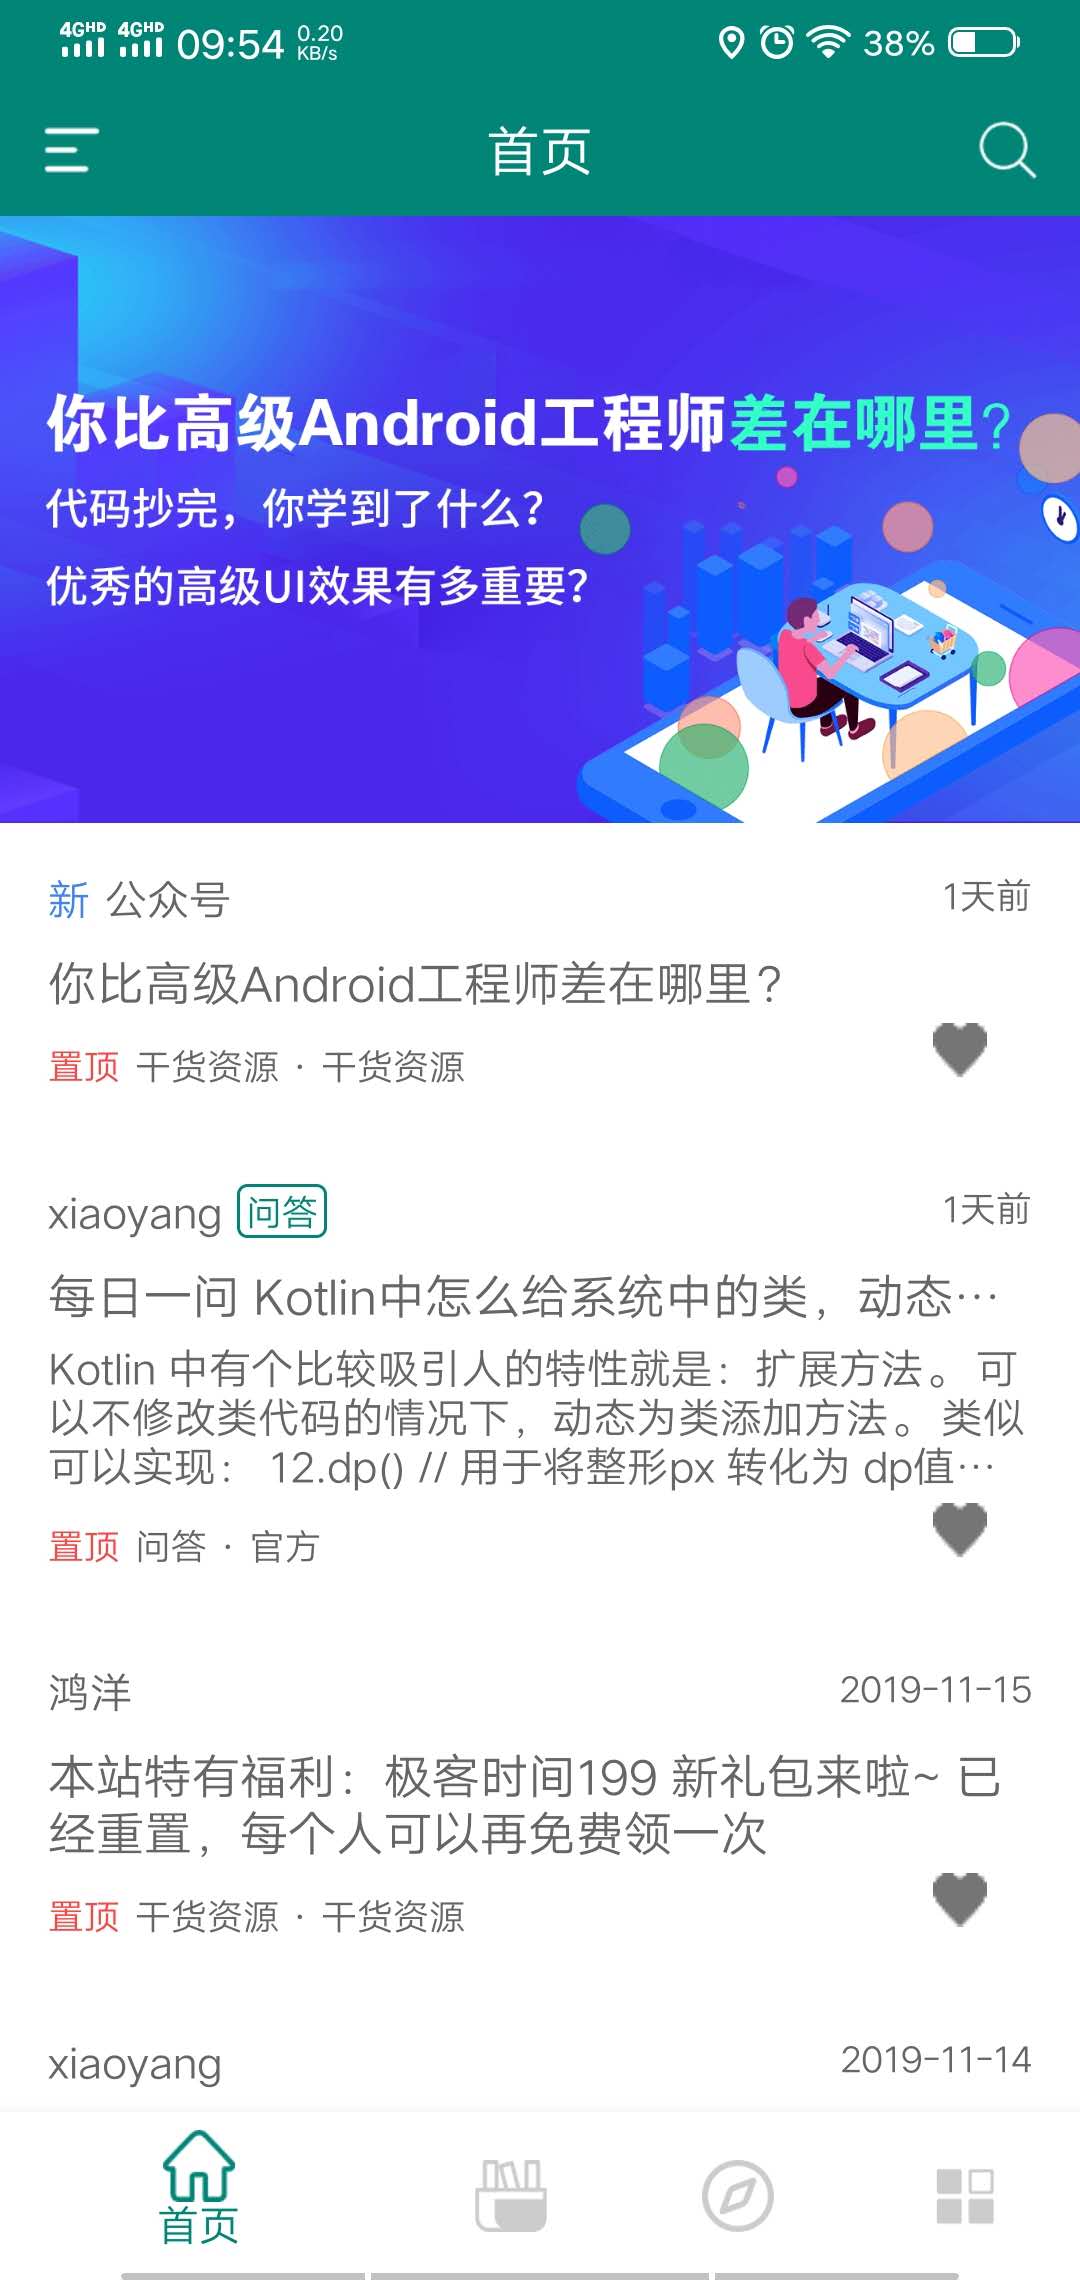 4GHD 4GHD 09:54 0.20 KB/s 38%
首页
你比高级Android工程师差在哪里?
代码抄完，你学到了什么?
优秀的高级UI效果有多重要?
新 公众号 1天前
你比高级Android工程师差在哪里？
置顶 干货资源 · 干货资源
xiaoyang 问答 1天前
每日一问 Kotlin中怎么给系统中的类，动态…
Kotlin 中有个比较吸引人的特性就是：扩展方法。 可
以不修改类代码的情况下，动态为类添加方法。 类似
可以实现： 12.dp() // 用于将整形px 转化为 dp值…
置顶 问答 · 官方
鸿洋 2019-11-15
本站特有福利：极客时间199 新礼包来啦~ 已
经重置，每个人可以再免费领一次
置顶 干货资源 · 干货资源
xiaoyang 2019-11-14
首页